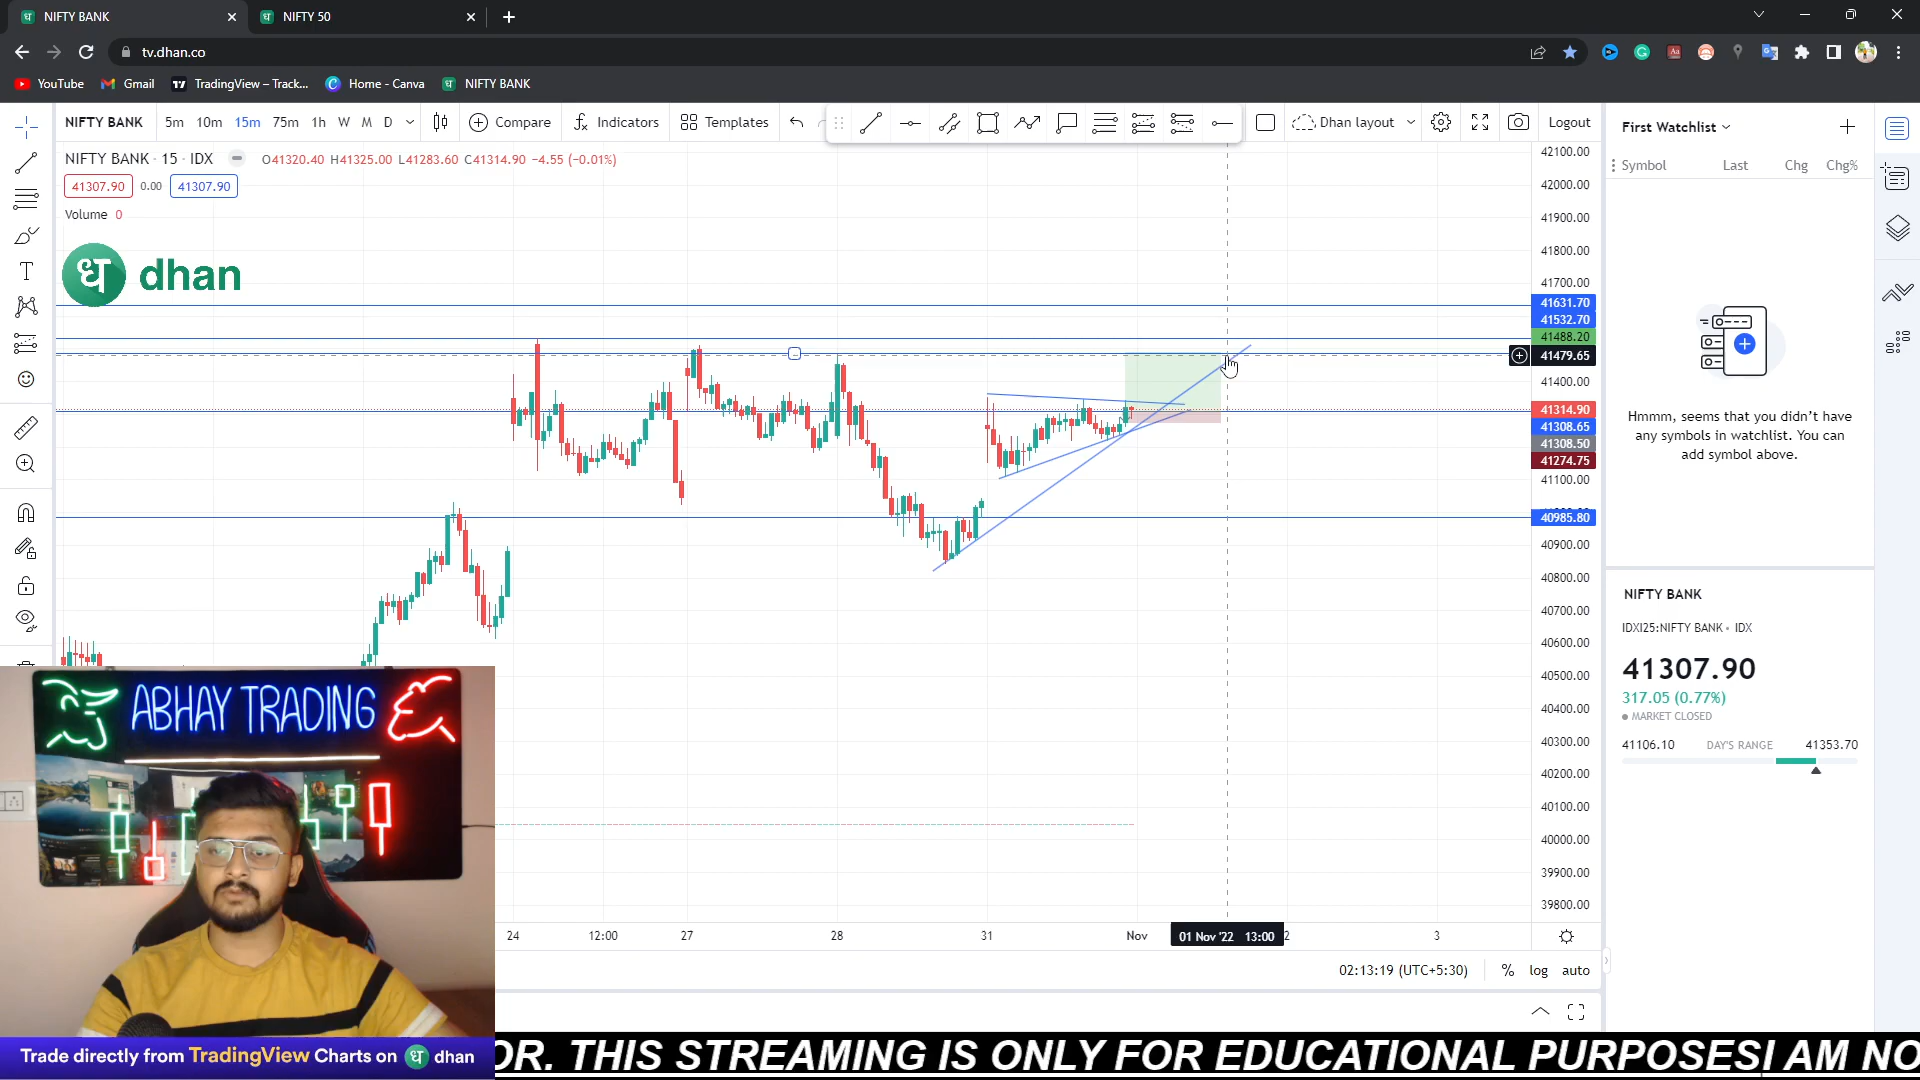 NIFTY BANK
NIFTY 50
tv.dhan.co
YouTube
Gmail
TradingView – Track...
Home - Canva
NIFTY BANK
NIFTY BANK 5m 10m 15m 75m 1h W M D Compare Indicators Templates Dhan layout Logout
NIFTY BANK · 15 · IDX O41320.40 H41325.00 L41283.60 C41314.90 −4.55 (−0.01%)
41307.90 0.00 41307.90
Volume 0
ध dhan
42100.00
42000.00
41900.00
41800.00
41700.00
41631.70
41532.70
41488.20
41479.65
41400.00
41314.90
41308.65
41308.50
41274.75
41100.00
40985.80
40900.00
40800.00
40700.00
40600.00
40500.00
40400.00
40300.00
40200.00
40100.00
40000.00
39900.00
39800.00
24 12:00 27 28 31 Nov 01 Nov '22 13:00 2 3
02:13:19 (UTC+5:30) % log auto
First Watchlist
Symbol Last Chg Chg%
Hmmm, seems that you didn't have
any symbols in watchlist. You can
add symbol above.
NIFTY BANK
IDXI25:NIFTY BANK • IDX
41307.90
317.05 (0.77%)
MARKET CLOSED
41106.10 DAY'S RANGE 41353.70
ABHAY TRADING
Trade directly from TradingView Charts on ध dhan
OR. THIS STREAMING IS ONLY FOR EDUCATIONAL PURPOSESI AM NO